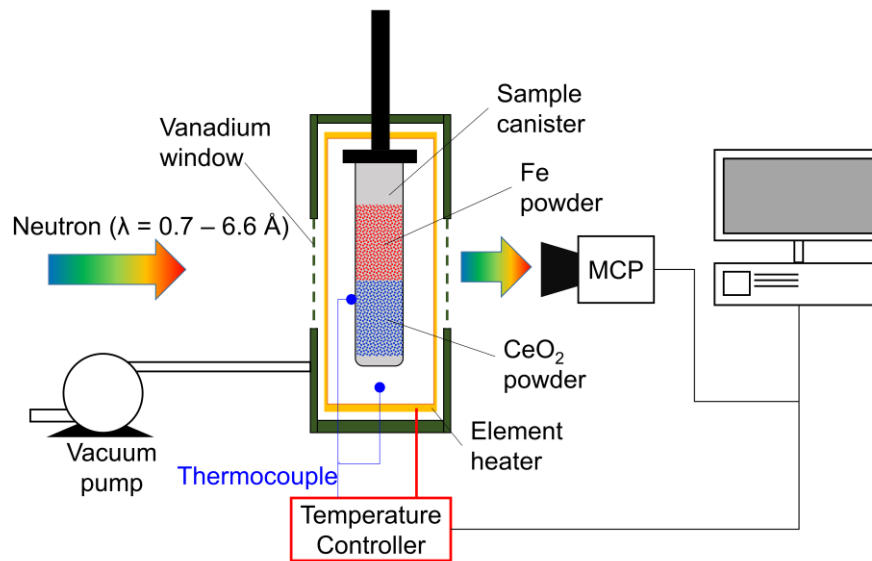 Sample
canister
Vanadium
window
Fe
powder
Neutron (λ = 0.7 – 6.6 Å)
MCP
CeO₂
powder
Element
heater
Vacuum
pump
Thermocouple
Temperature
Controller